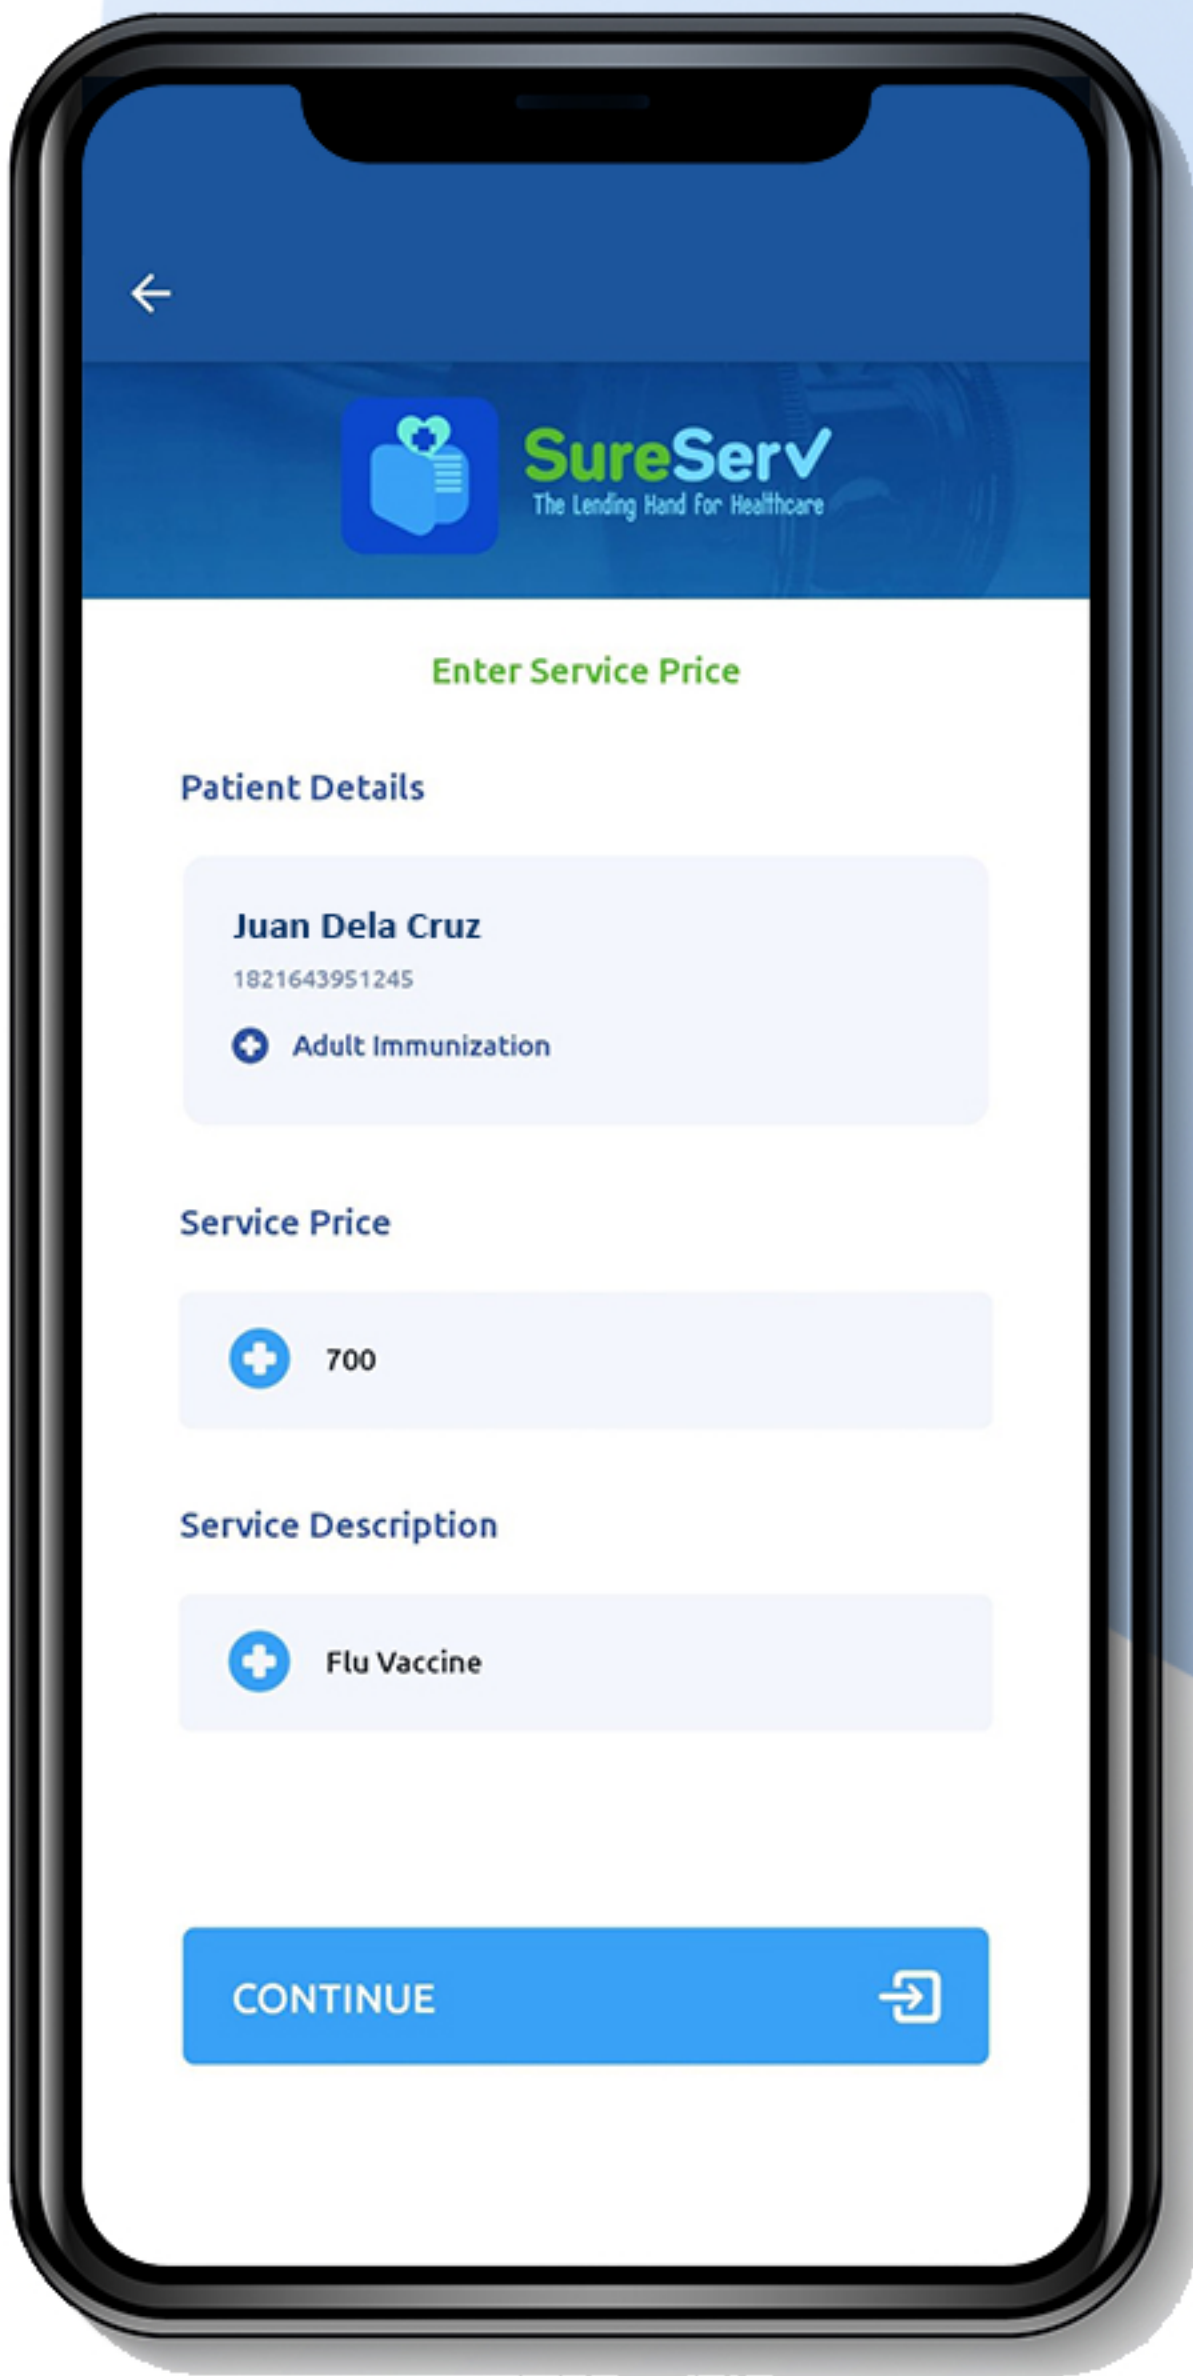 SureServ
The Lending Hand For Healthcare
Enter Service Price
Patient Details
Juan Dela Cruz
1821643951245
Adult Immunization
Service Price
700
Service Description
Flu Vaccine
CONTINUE